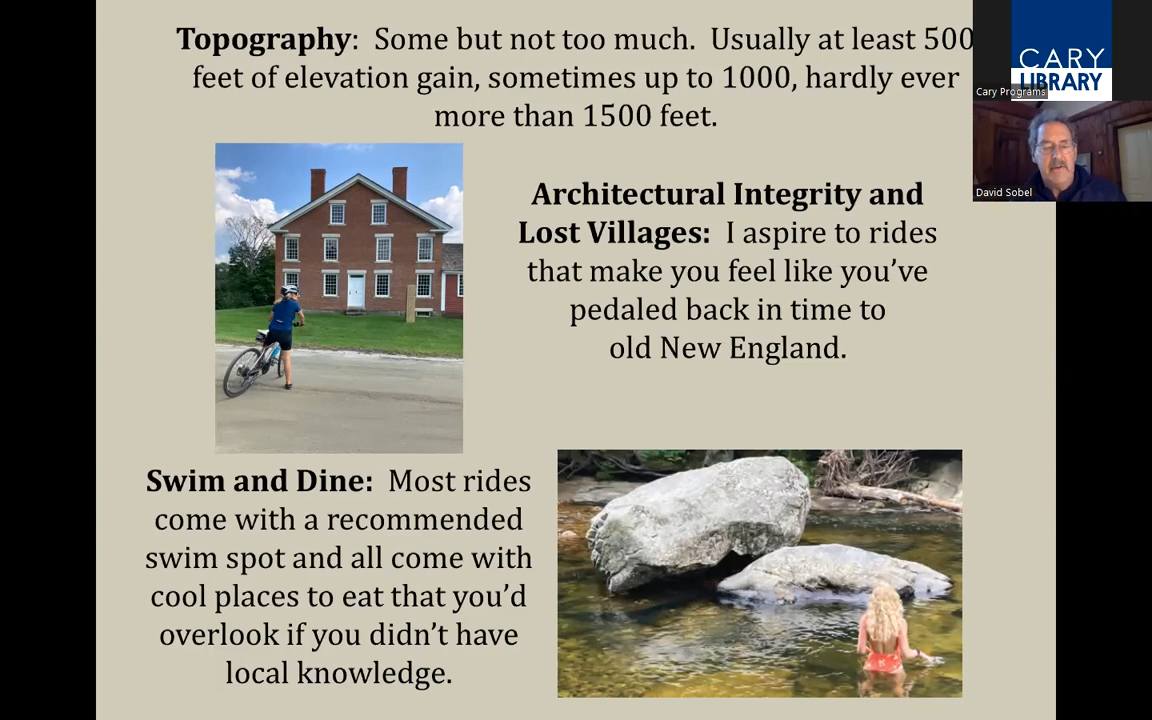 Topography: Some but not too much. Usually at least 500
feet of elevation gain, sometimes up to 1000, hardly ever
more than 1500 feet.
Architectural Integrity and
Lost Villages: I aspire to rides
that make you feel like you’ve
pedaled back in time to
old New England.
Swim and Dine: Most rides
come with a recommended
swim spot and all come with
cool places to eat that you’d
overlook if you didn’t have
local knowledge.
CARY
LIBRARY
Cary Programs
David Sobel